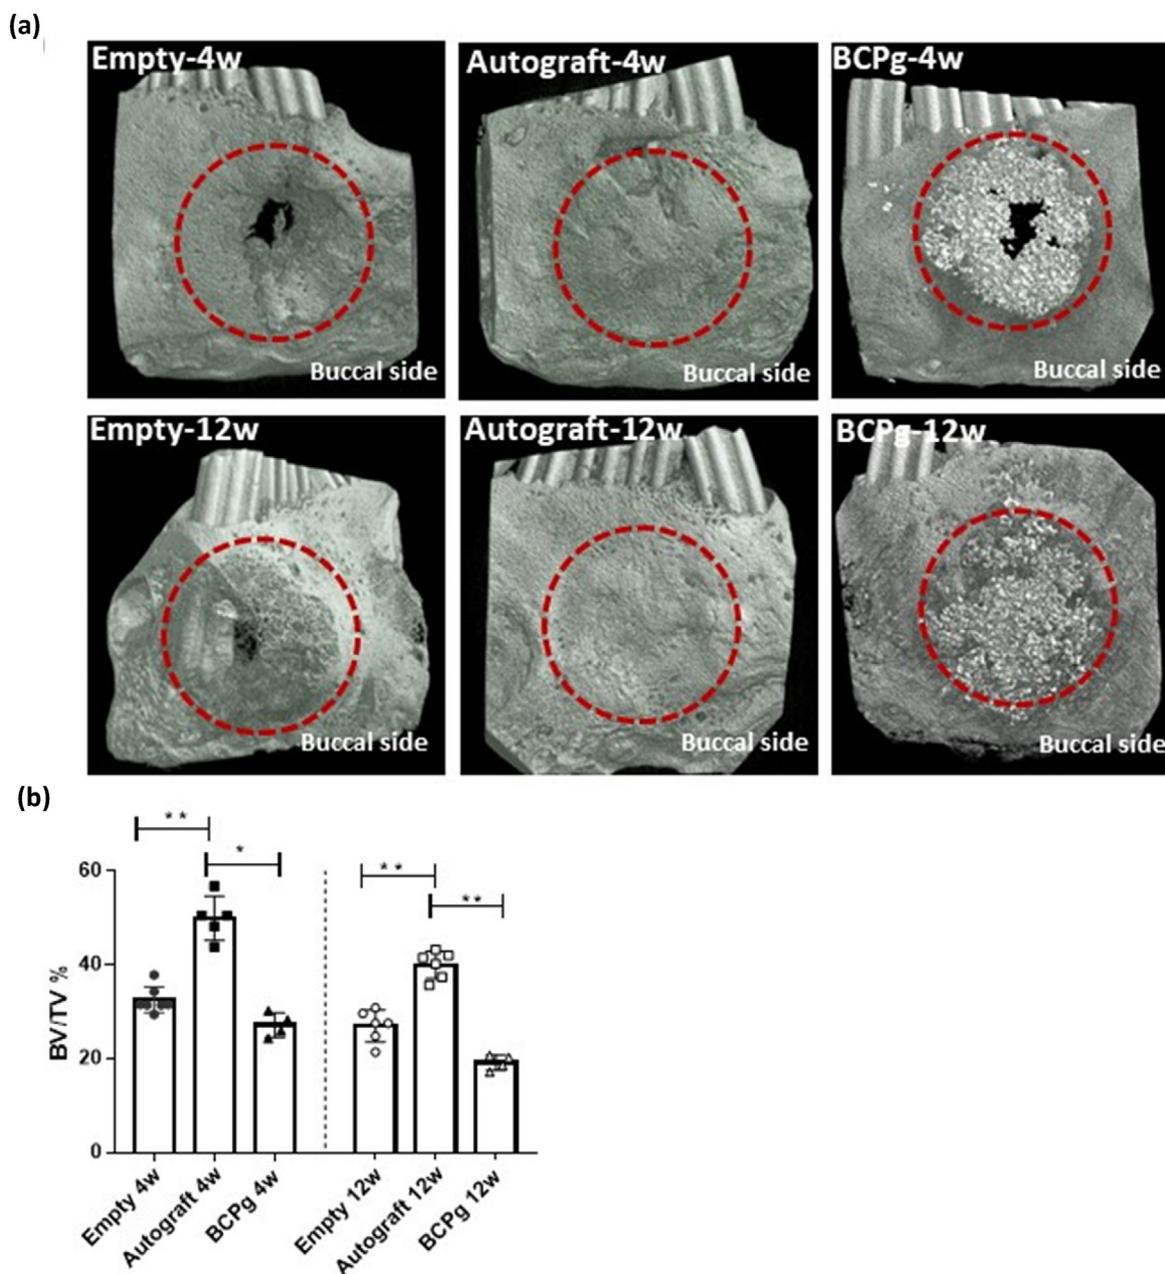 (a)
Empty-4w
Autograft-4w
BCPg-4w
Buccal side
Buccal side
Buccal side
Empty-12w
Autograft-12w
BCPg-12w
Buccal side
Buccal side
Buccal side
(b)
**
*
**
**
60
40
20
0
BV/TV %
Empty 4w
Autograft 4w
BCPg 4w
Empty 12w
Autograft 12w
BCPg 12w